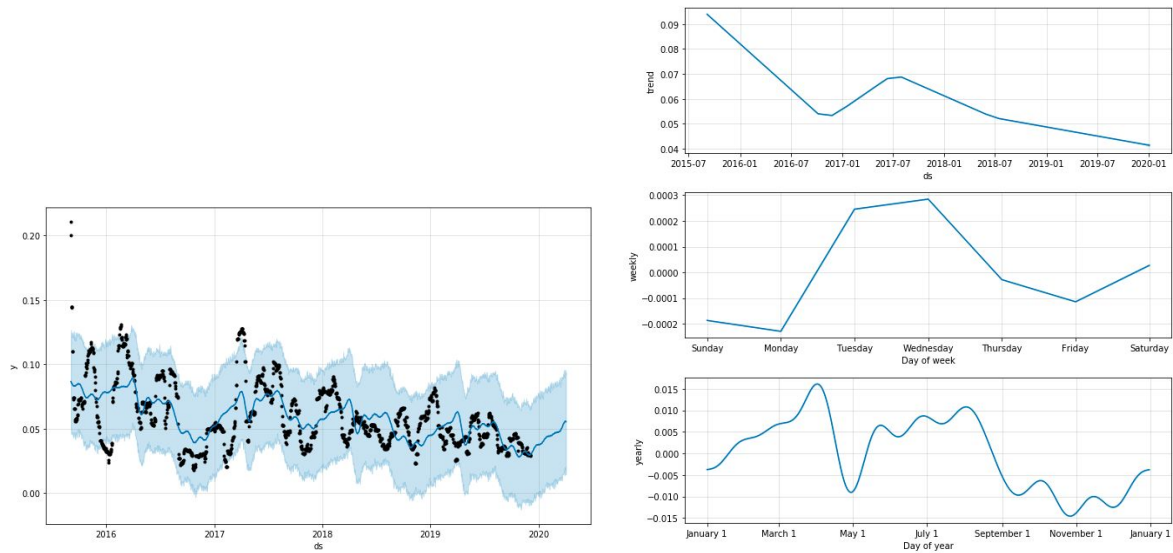 0.20
0.15
0.10
0.05
0.00
y
2016 2017 2018 2019 2020
ds
0.09
0.08
0.07
0.06
0.05
0.04
trend
2015-07 2016-01 2016-07 2017-01 2017-07 2018-01 2018-07 2019-01 2019-07 2020-01
ds
0.0003
0.0002
0.0001
0.0000
−0.0001
−0.0002
weekly
Sunday Monday Tuesday Wednesday Thursday Friday Saturday
Day of week
0.015
0.010
0.005
0.000
−0.005
−0.010
−0.015
yearly
January 1 March 1 May 1 July 1 September 1 November 1 January 1
Day of year